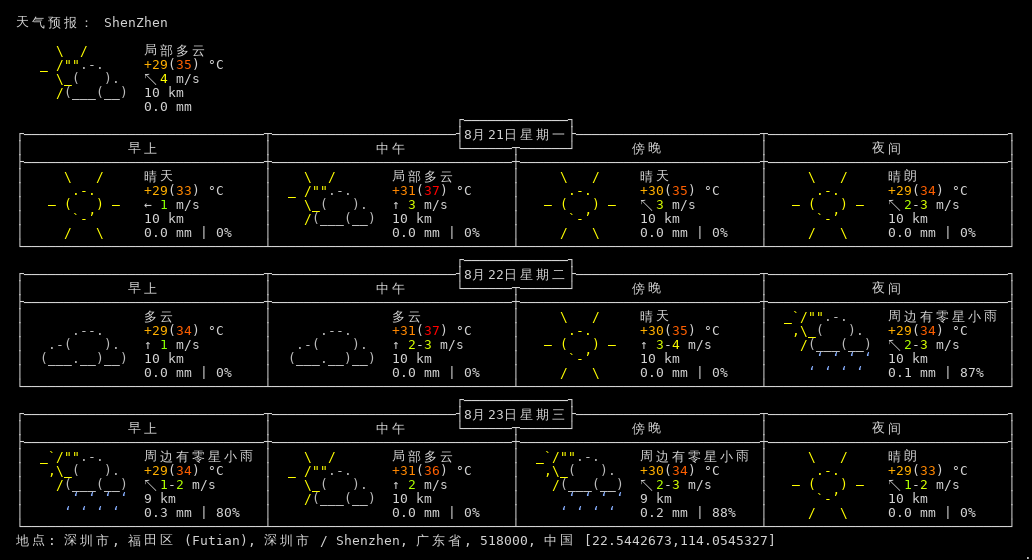 天气预报： ShenZhen
局部多云
+29(35) °C
↖4 m/s
10 km
0.0 mm
8月21日星期一
早上 中午 傍晚 夜间
晴天 局部多云 晴天 晴朗
+29(33) °C +31(37) °C +30(35) °C +29(34) °C
← 1 m/s ↑ 3 m/s ↖3 m/s ↖2-3 m/s
10 km 10 km 10 km 10 km
0.0 mm | 0% 0.0 mm | 0% 0.0 mm | 0% 0.0 mm | 0%
8月22日星期二
早上 中午 傍晚 夜间
多云 多云 晴天 周边有零星小雨
+29(34) °C +31(37) °C +30(35) °C +29(34) °C
↑ 1 m/s ↑ 2-3 m/s ↑ 3-4 m/s ↖2-3 m/s
10 km 10 km 10 km 10 km
0.0 mm | 0% 0.0 mm | 0% 0.0 mm | 0% 0.1 mm | 87%
8月23日星期三
早上 中午 傍晚 夜间
周边有零星小雨 局部多云 周边有零星小雨 晴朗
+29(34) °C +31(36) °C +30(34) °C +29(33) °C
↖1-2 m/s ↑ 2 m/s ↖2-3 m/s ↖1-2 m/s
9 km 10 km 9 km 10 km
0.3 mm | 80% 0.0 mm | 0% 0.2 mm | 88% 0.0 mm | 0%
地点: 深圳市, 福田区 (Futian), 深圳市 / Shenzhen, 广东省, 518000, 中国 [22.5442673,114.0545327]